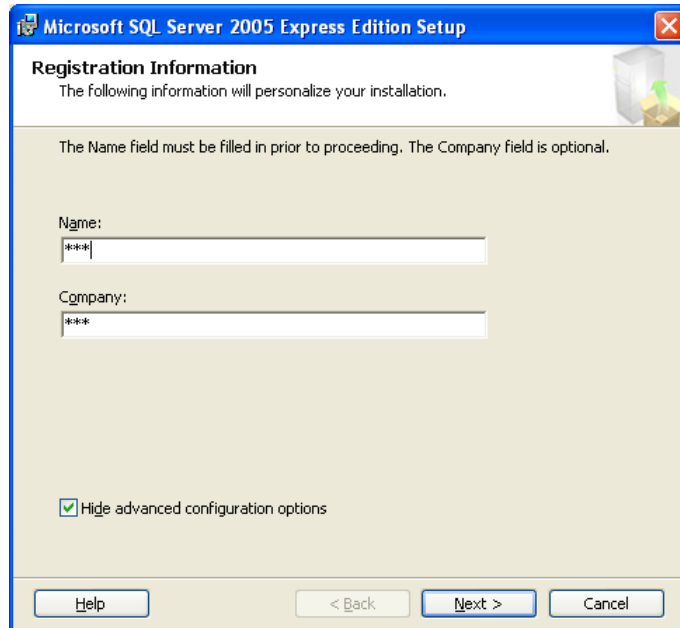 Microsoft SQL Server 2005 Express Edition Setup
Registration Information
The following information will personalize your installation.
The Name field must be filled in prior to proceeding. The Company field is optional.
Name:
***
Company:
***
Hide advanced configuration options
Help
< Back
Next >
Cancel